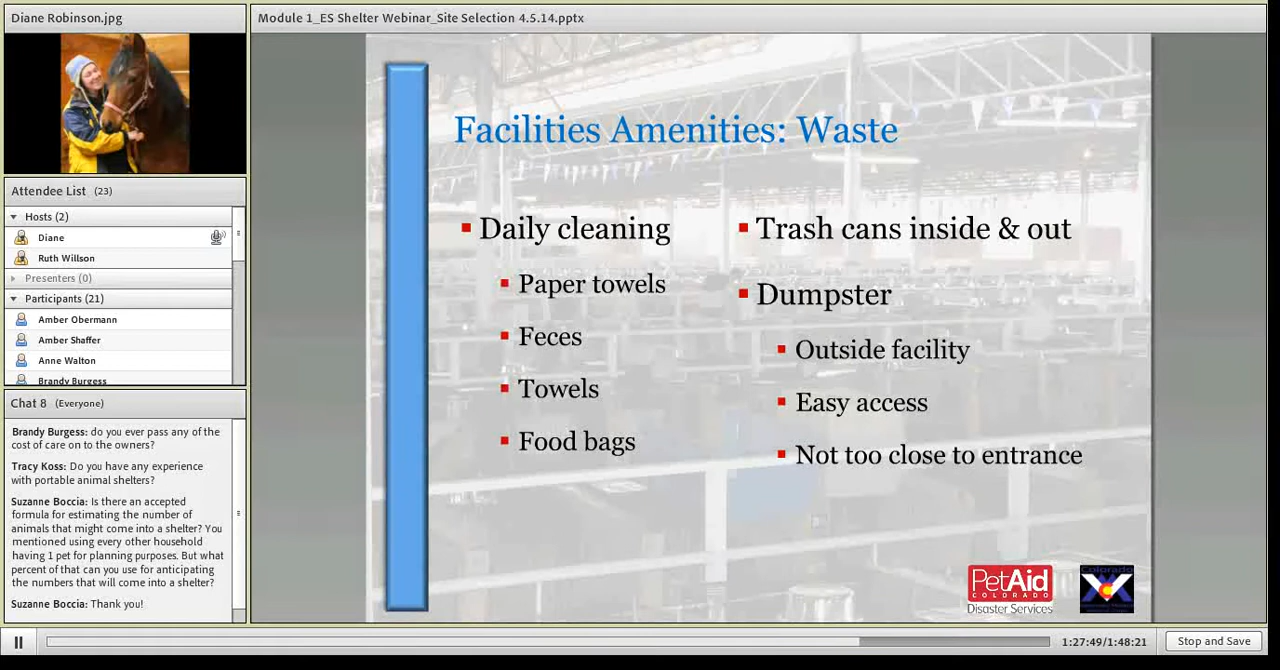 Diane Robinson.jpg
Module 1_ES Shelter Webinar_Site Selection 4.5.14.pptx
Attendee List (23)
Hosts (2)
Diane
Ruth Willson
Presenters (0)
Participants (21)
Amber Obermann
Amber Shaffer
Anne Walton
Brandy Burgess
Chat 8 (Everyone)
Brandy Burgess: do you ever pass any of the
cost of care on to the owners?
Tracy Koss: Do you have any experience
with portable animal shelters?
Suzanne Boccia: Is there an accepted
formula for estimating the number of
animals that might come into a shelter? You
mentioned using every other household
having 1 pet for planning purposes. But what
percent of that can you use for anticipating
the numbers that will come into a shelter?
Suzanne Boccia: Thank you!
Facilities Amenities: Waste
Daily cleaning
Paper towels
Feces
Towels
Food bags
Trash cans inside & out
Dumpster
Outside facility
Easy access
Not too close to entrance
PetAid
COLORADO
Disaster Services
Colorado
1:27:49/1:48:21
Stop and Save